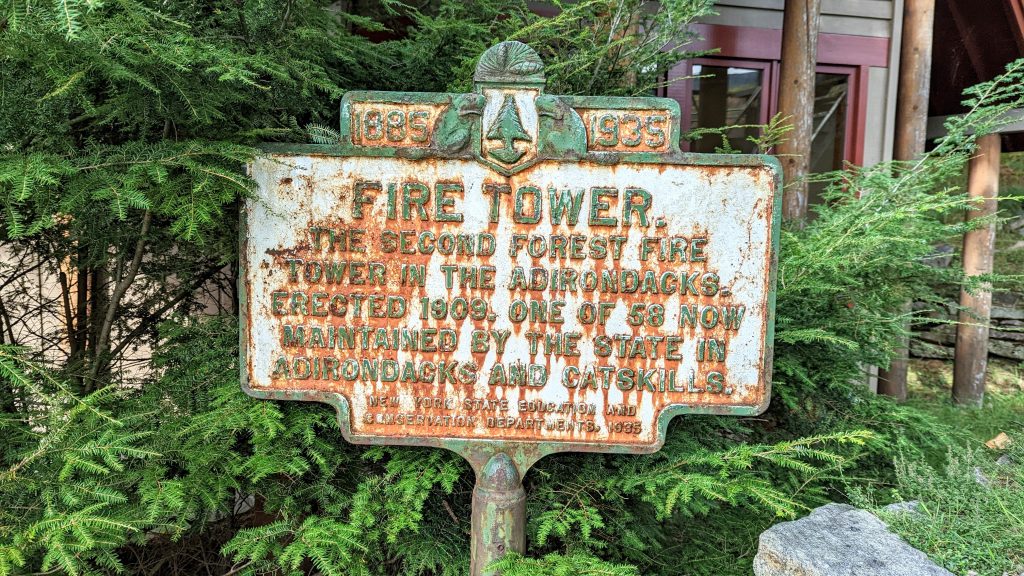 1885 1935
FIRE TOWER.
THE SECOND FOREST FIRE
TOWER IN THE ADIRONDACKS.
ERECTED 1909. ONE OF 58 NOW
MAINTAINED BY THE STATE IN
ADIRONDACKS AND CATSKILLS.
NEW YORK STATE EDUCATION AND
CONSERVATION DEPARTMENTS, 1935